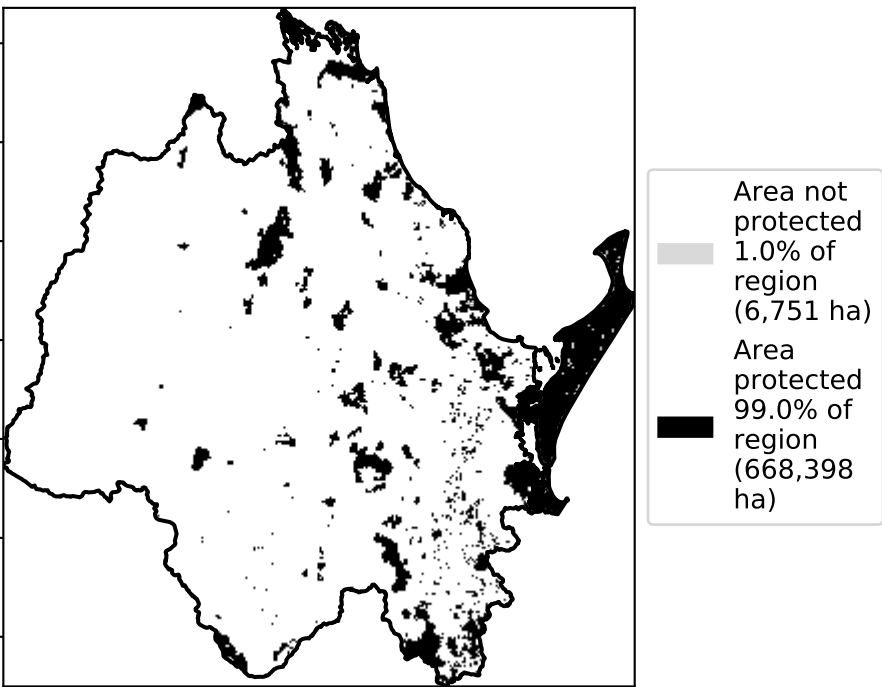 Area not
protected
1.0% of
region
(6,751 ha)
Area
protected
99.0% of
region
(668,398
ha)